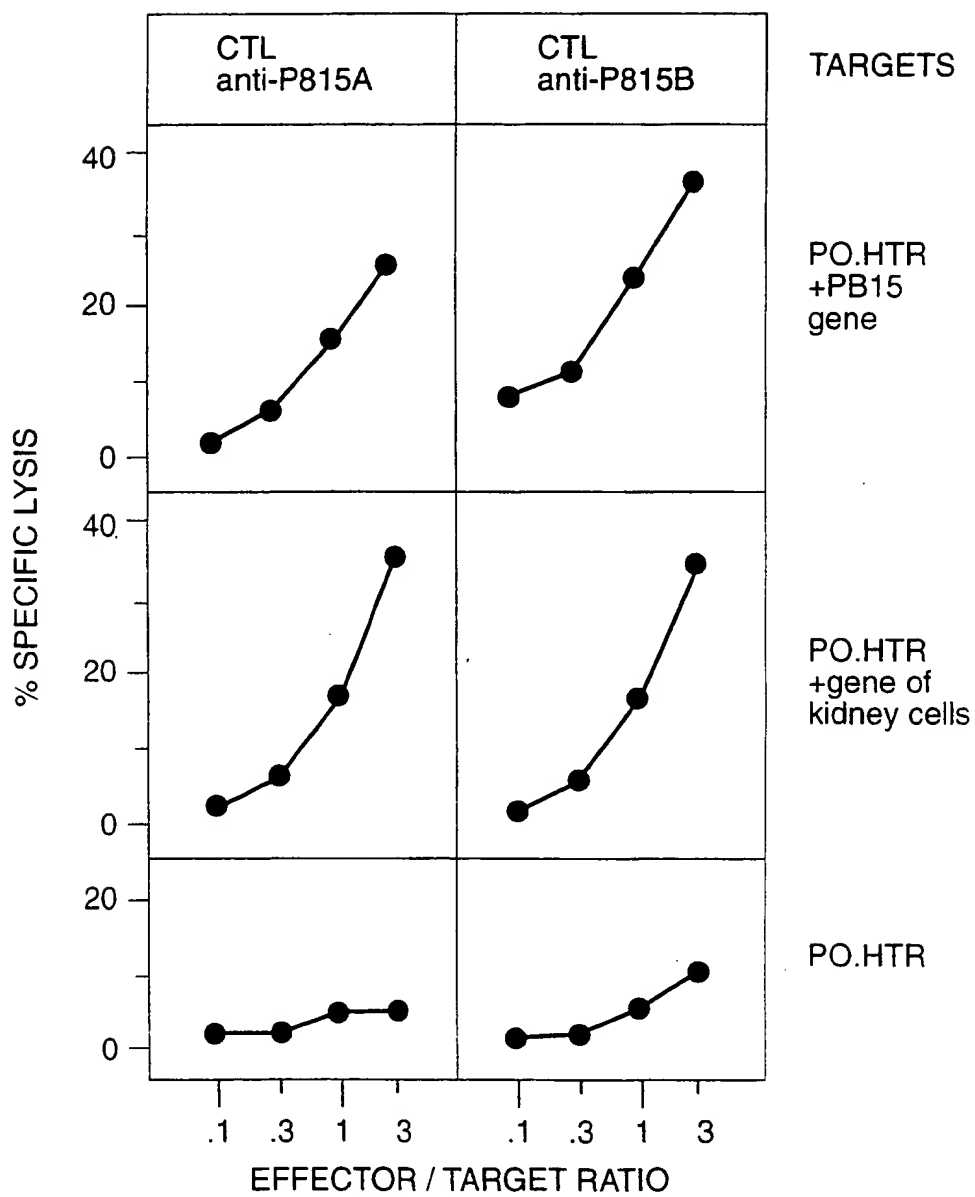 CTL
anti-P815A
CTL
anti-P815B
TARGETS
40
20
0
PO.HTR
+PB15
gene
% SPECIFIC LYSIS
40
20
0
PO.HTR
+gene of
kidney cells
20
0
PO.HTR
.1 .3 1 3
.1 .3 1 3
EFFECTOR / TARGET RATIO